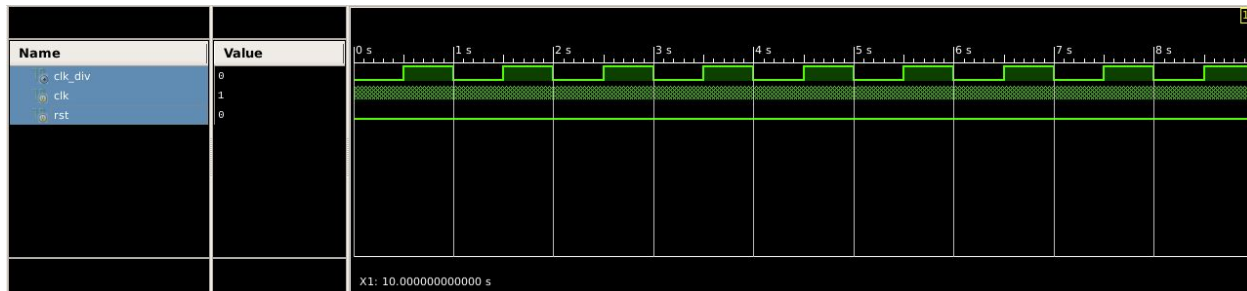 1
0 s 1 s 2 s 3 s 4 s 5 s 6 s 7 s 8 s
Name Value
clk_div 0
clk 1
rst 0
X1: 10.000000000000 s